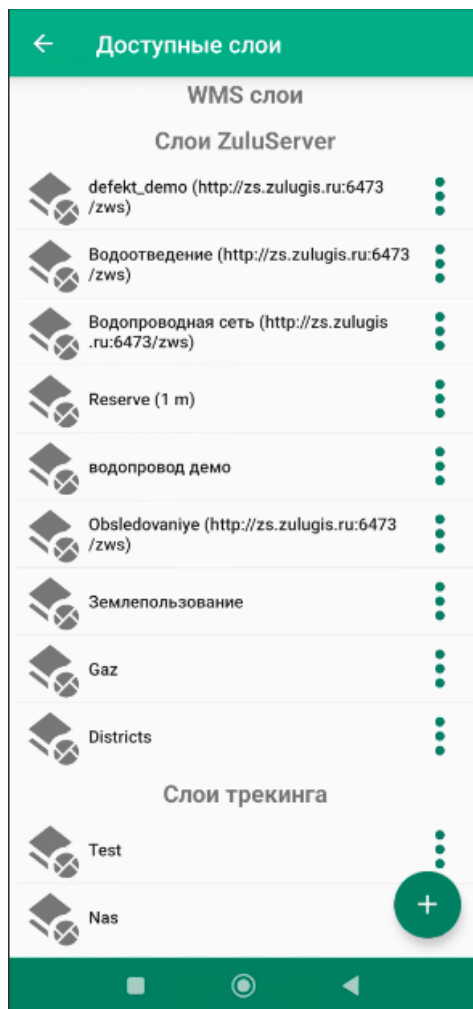 Доступные слои
WMS слои
Слои ZuluServer
defekt_demo (http://zs.zulugis.ru:6473
/zws)
Водоотведение (http://zs.zulugis.ru:6473
/zws)
Водопроводная сеть (http://zs.zulugis
.ru:6473/zws)
Reserve (1 m)
водопровод демо
Obsledovaniye (http://zs.zulugis.ru:6473
/zws)
Землепользование
Gaz
Districts
Слои трекинга
Test
Nas